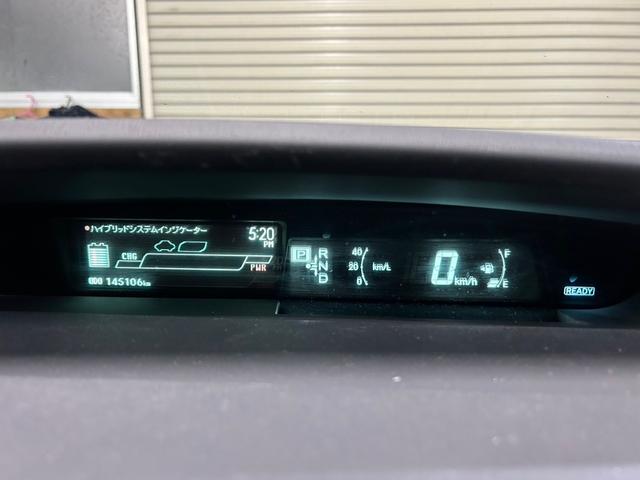 ハイブリッドシステムインジケーター
5:20
PM
CHG
PWR
ODO 145106km
P
R
N
D
B
40
20
0
km/L
0 km/h
F
E
READY